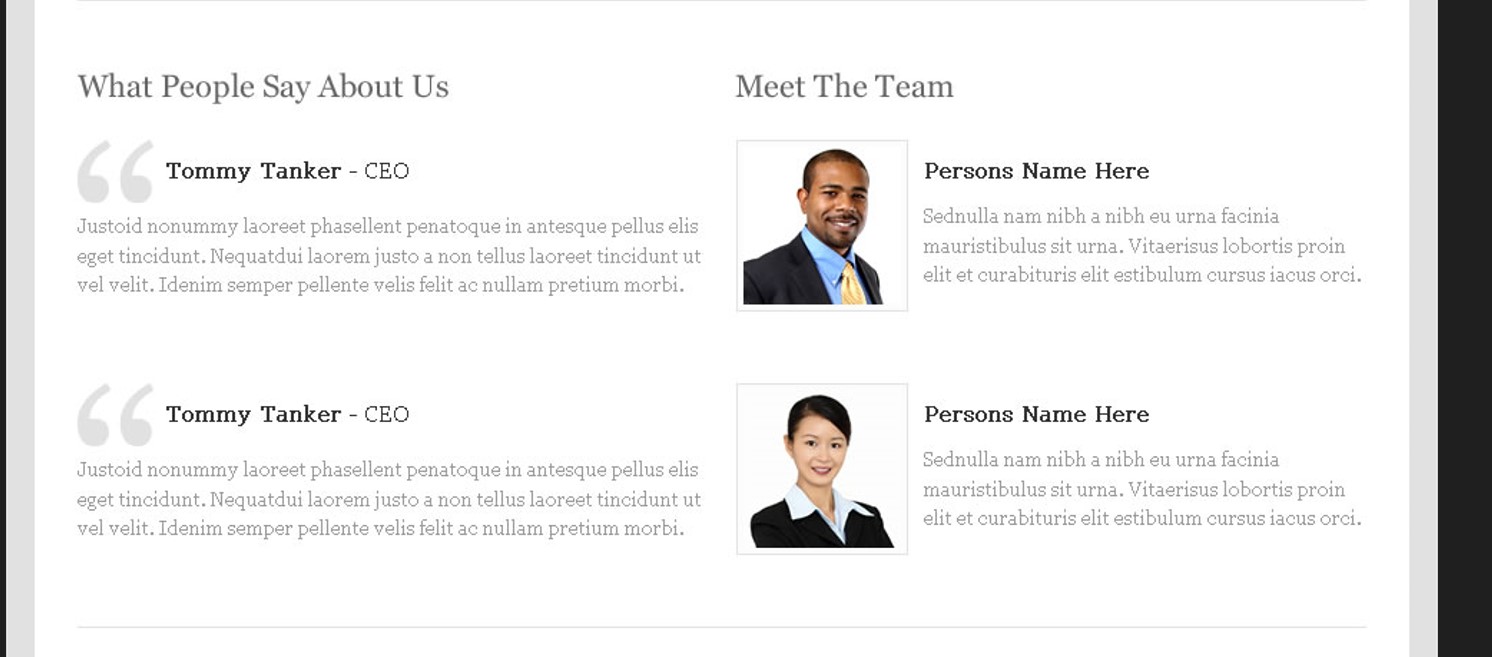 What People Say About Us
Tommy Tanker - CEO
Justoid nonummy laoreet phasellent penatoque in antesque pellus elis
eget tincidunt. Nequatdui laorem justo a non tellus laoreet tincidunt ut
vel velit. Idenim semper pellente velis felit ac nullam pretium morbi.
Tommy Tanker - CEO
Justoid nonummy laoreet phasellent penatoque in antesque pellus elis
eget tincidunt. Nequatdui laorem justo a non tellus laoreet tincidunt ut
vel velit. Idenim semper pellente velis felit ac nullam pretium morbi.
Meet The Team
Persons Name Here
Sednulla nam nibh a nibh eu urna facinia
mauristibulus sit urna. Vitaerisus lobortis proin
elit et curabituris elit estibulum cursus iacus orci.
Persons Name Here
Sednulla nam nibh a nibh eu urna facinia
mauristibulus sit urna. Vitaerisus lobortis proin
elit et curabituris elit estibulum cursus iacus orci.